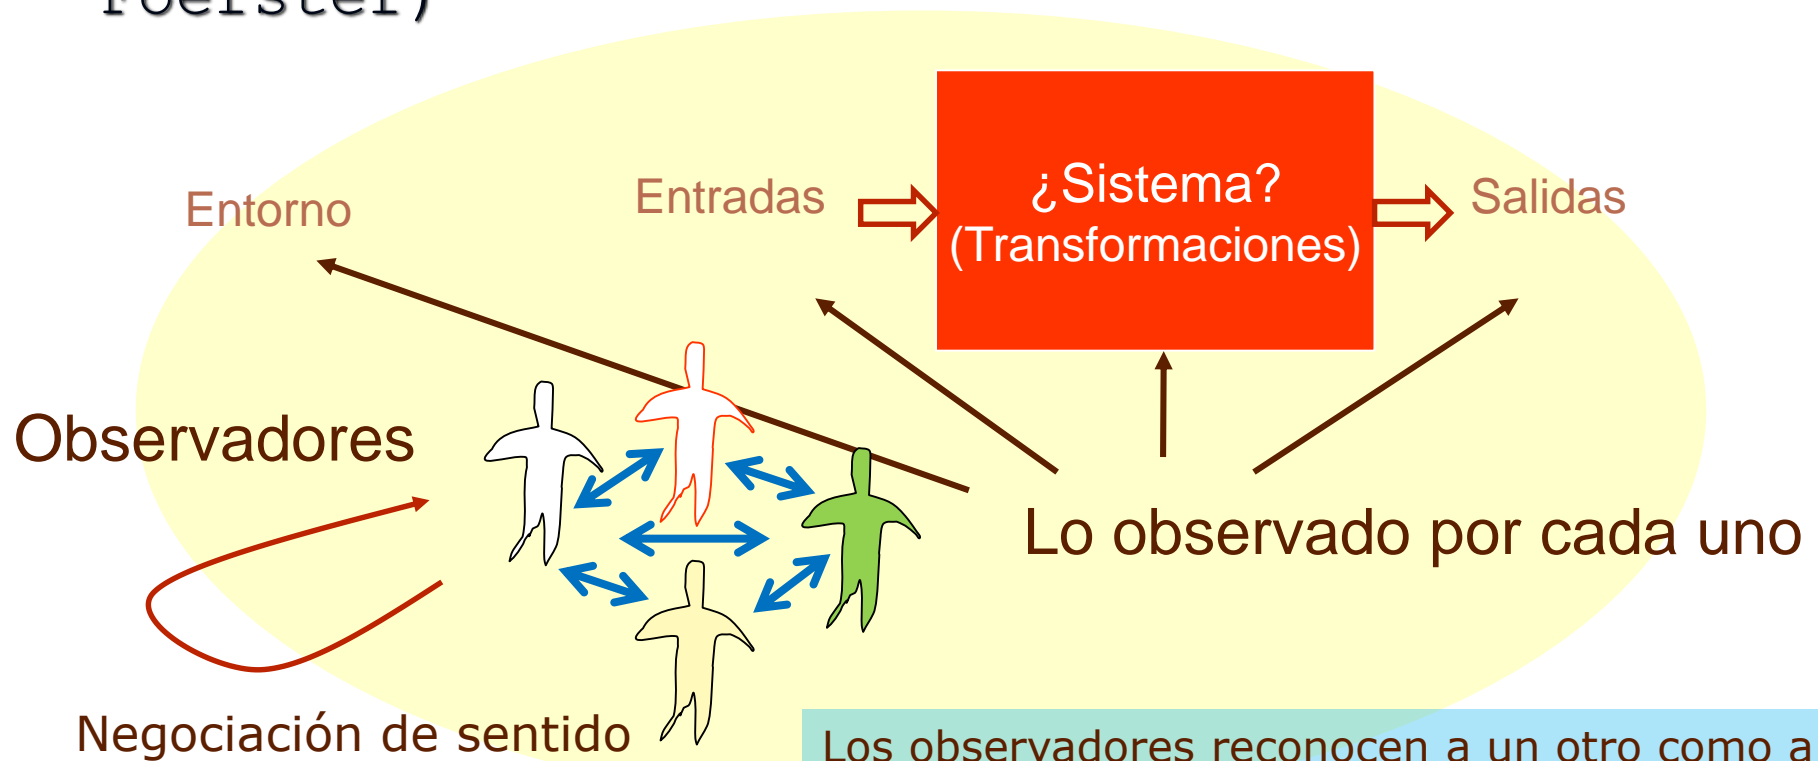 Foerster)
Entorno
Entradas
¿Sistema?
(Transformaciones)
Salidas
Observadores
Lo observado por cada uno
Negociación de sentido
Los observadores reconocen a un otro como a